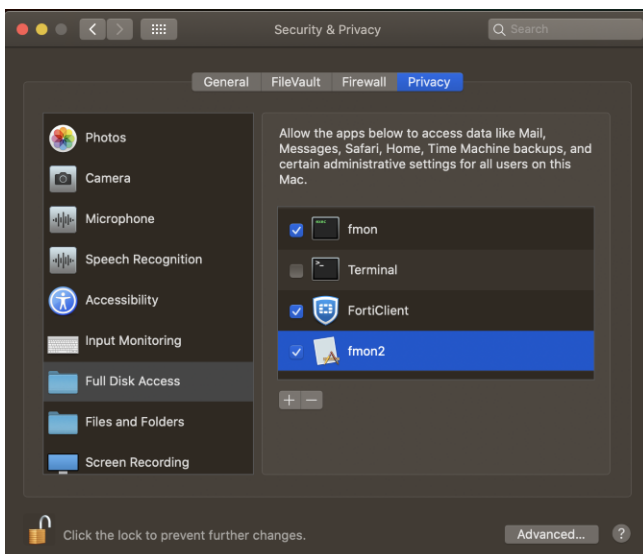 Security & Privacy
Search
General
FileVault
Firewall
Privacy
Photos
Camera
Microphone
Speech Recognition
Accessibility
Input Monitoring
Full Disk Access
Files and Folders
Screen Recording
Allow the apps below to access data like Mail,
Messages, Safari, Home, Time Machine backups, and
certain administrative settings for all users on this
Mac.
fmon
Terminal
FortiClient
fmon2
Click the lock to prevent further changes.
Advanced...
?